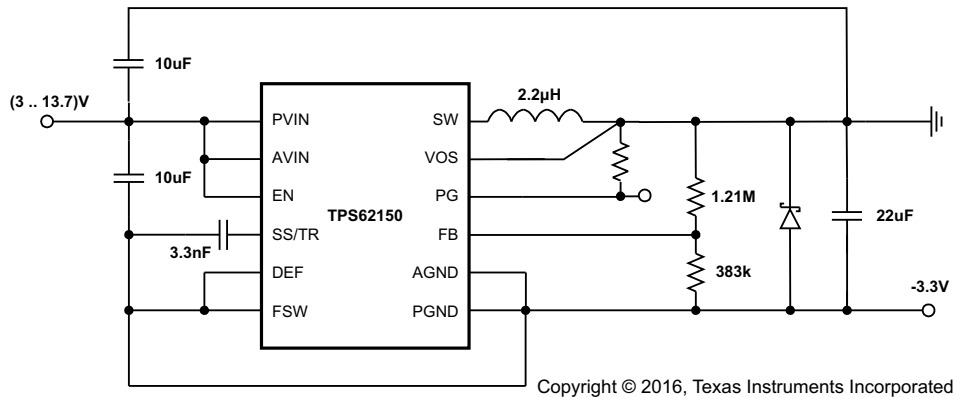 10uF
(3 .. 13.7)V
2.2µH
PVIN
SW
AVIN
VOS
10uF
EN
PG
1.21M
TPS62150
22uF
3.3nF
SS/TR
FB
DEF
AGND
383k
-3.3V
FSW
PGND
Copyright © 2016, Texas Instruments Incorporated